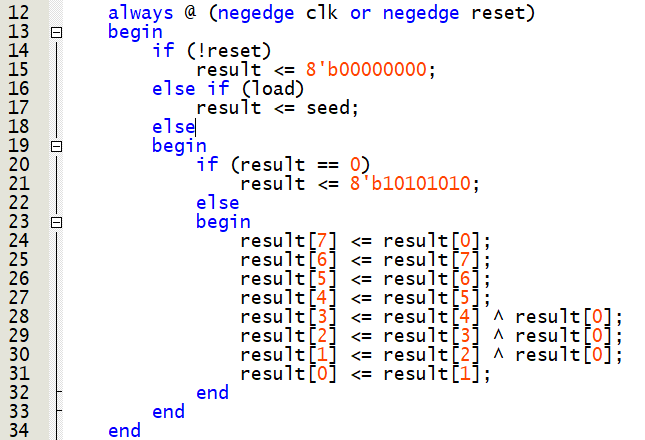 12 always @ (negedge clk or negedge reset)
13 begin
14 if (!reset)
15 result <= 8'b00000000;
16 else if (load)
17 result <= seed;
18 else
19 begin
20 if (result == 0)
21 result <= 8'b10101010;
22 else
23 begin
24 result[7] <= result[0];
25 result[6] <= result[7];
26 result[5] <= result[6];
27 result[4] <= result[5];
28 result[3] <= result[4] ^ result[0];
29 result[2] <= result[3] ^ result[0];
30 result[1] <= result[2] ^ result[0];
31 result[0] <= result[1];
32 end
33 end
34 end